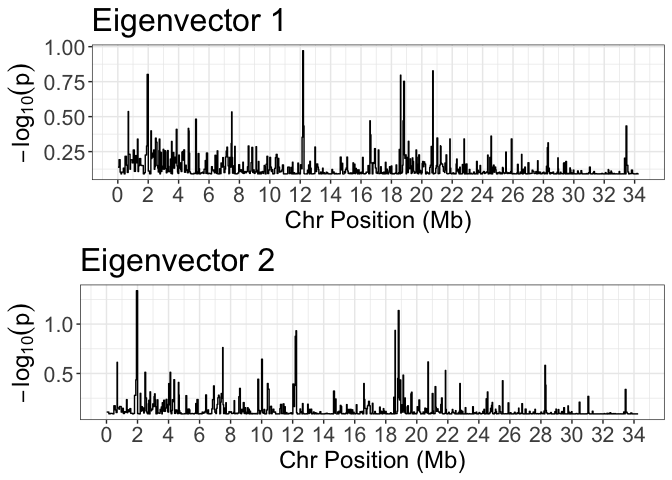 Eigenvector 1
−log₁₀(p)
1.00
0.75
0.50
0.25
0 2 4 6 8 10 12 14 16 18 20 22 24 26 28 30 32 34
Chr Position (Mb)
Eigenvector 2
−log₁₀(p)
1.0
0.5
0 2 4 6 8 10 12 14 16 18 20 22 24 26 28 30 32 34
Chr Position (Mb)